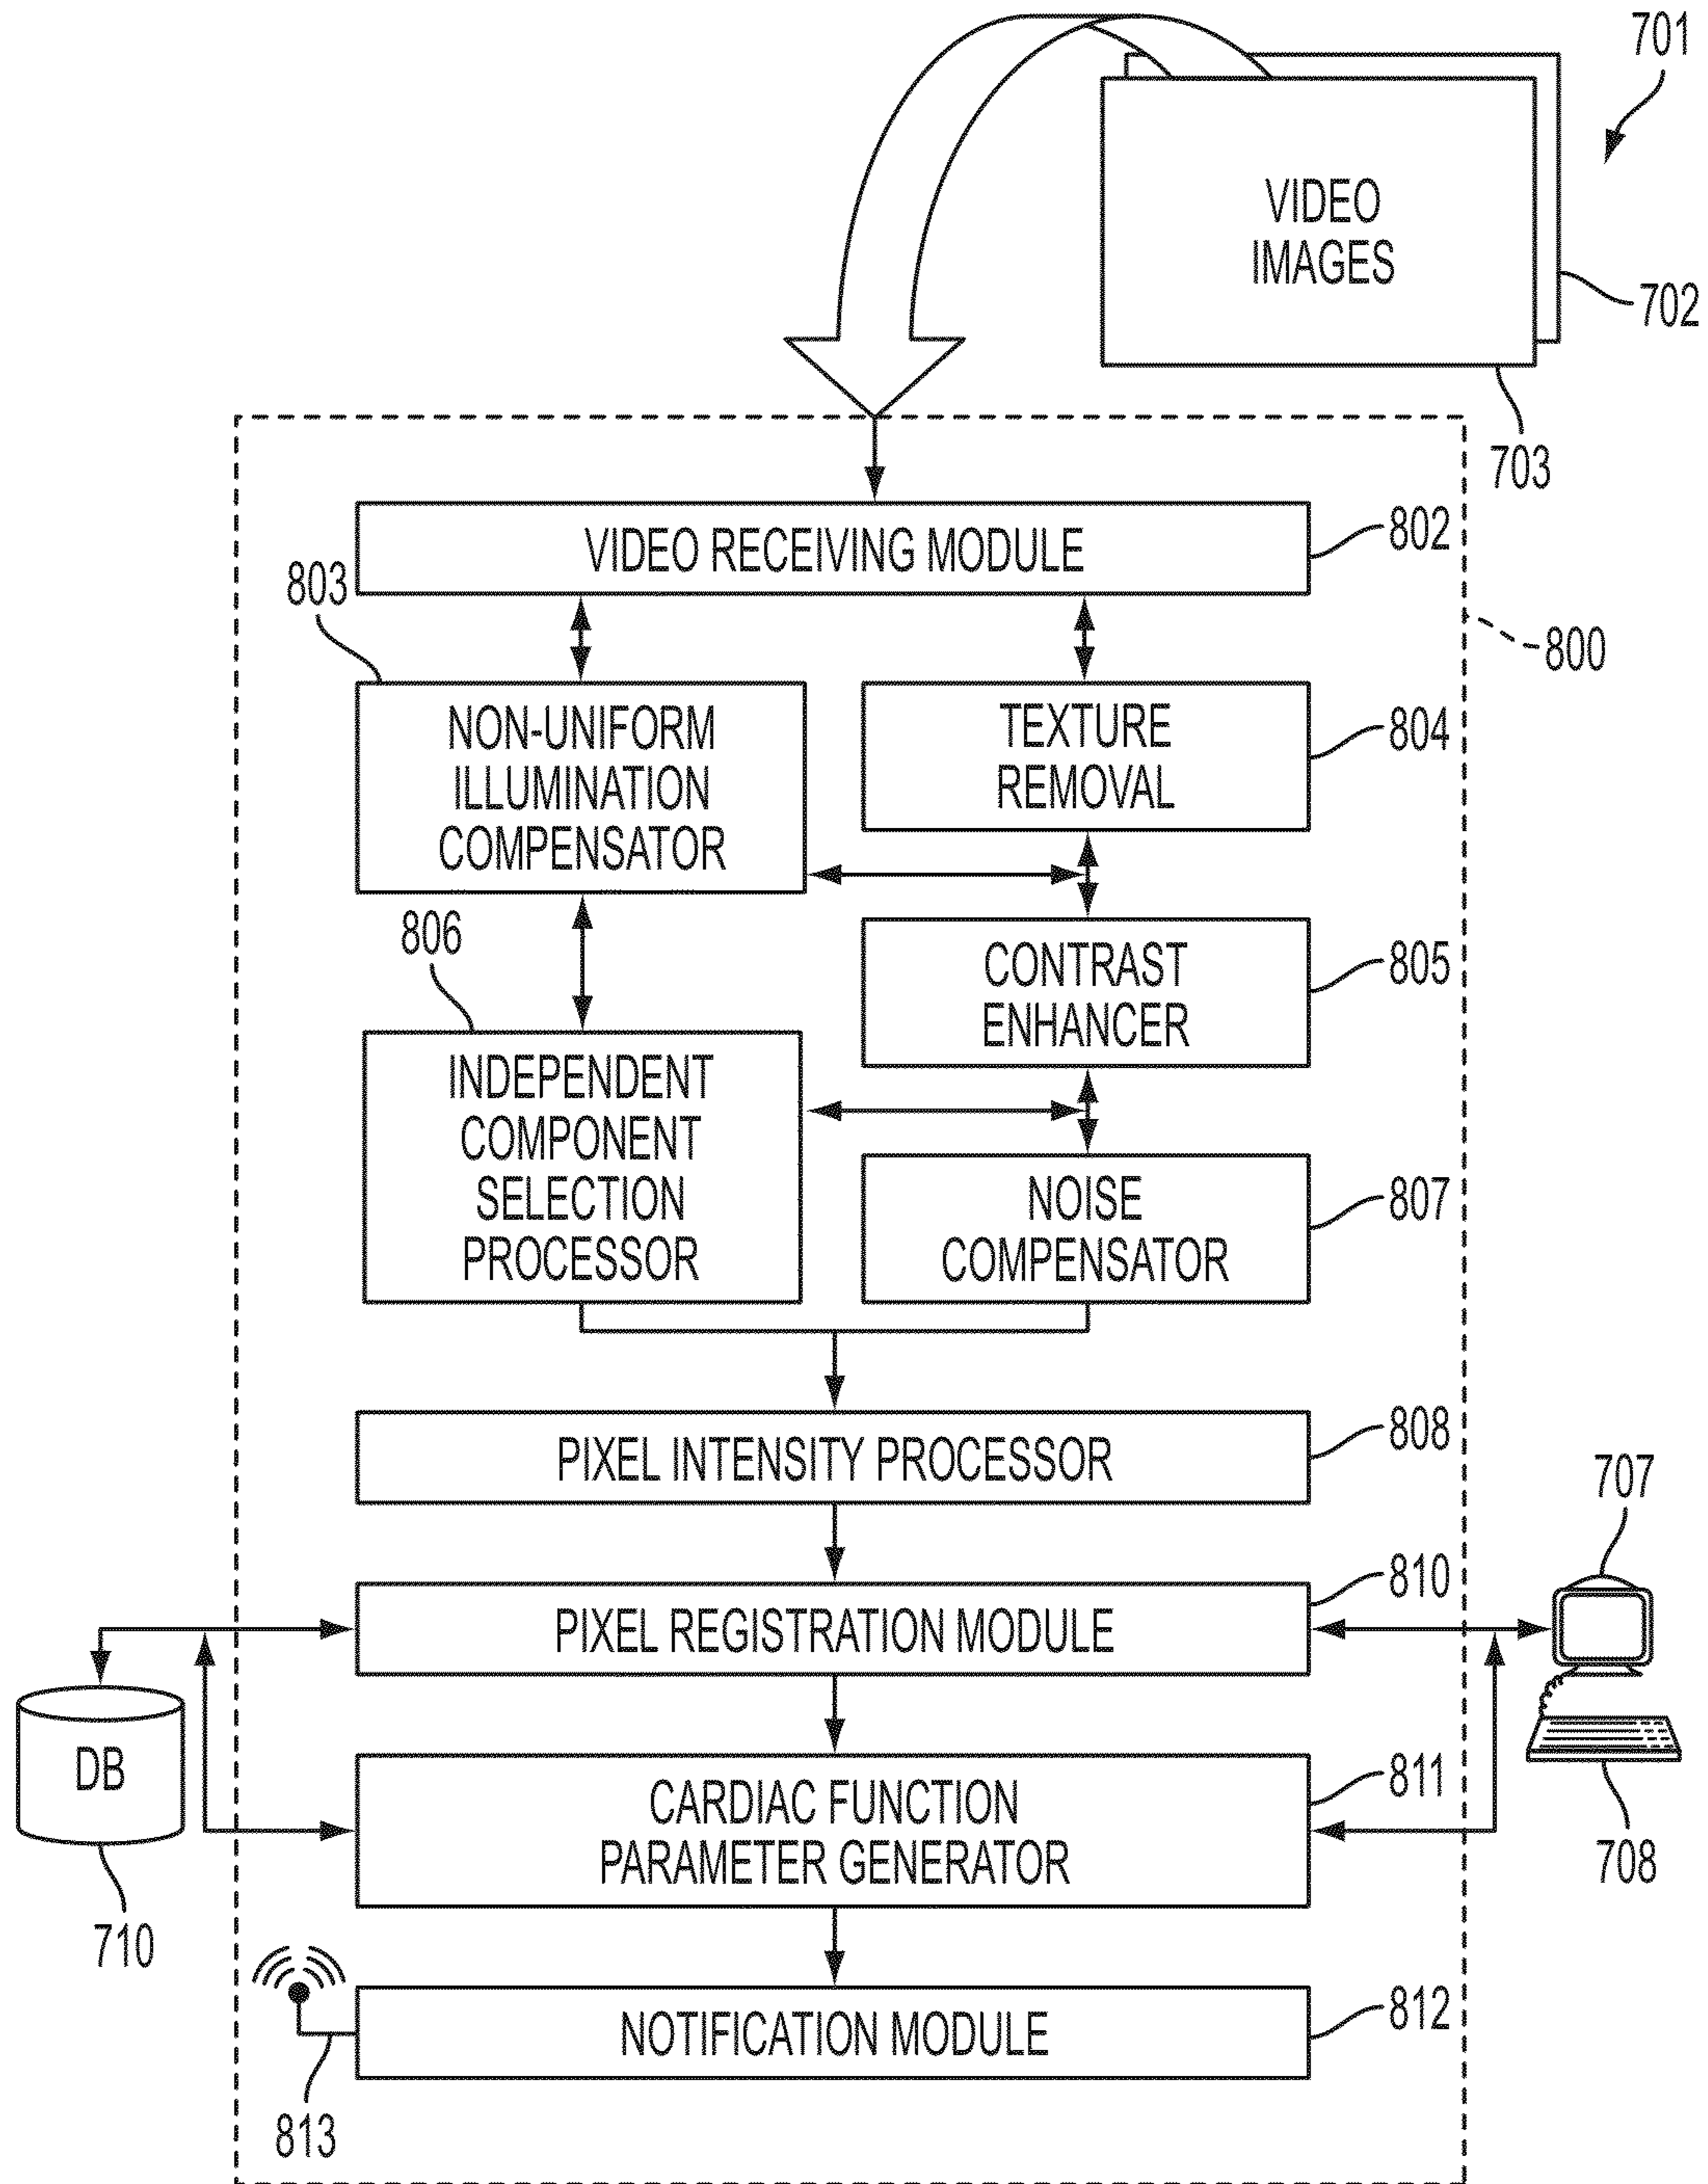 701
VIDEO
IMAGES
702
703
VIDEO RECEIVING MODULE
802
803
800
NON-UNIFORM
ILLUMINATION
COMPENSATOR
TEXTURE
REMOVAL
804
806
CONTRAST
ENHANCER
805
INDEPENDENT
COMPONENT
SELECTION
PROCESSOR
NOISE
COMPENSATOR
807
PIXEL INTENSITY PROCESSOR
808
707
PIXEL REGISTRATION MODULE
810
DB
CARDIAC FUNCTION
PARAMETER GENERATOR
811
708
710
NOTIFICATION MODULE
812
813